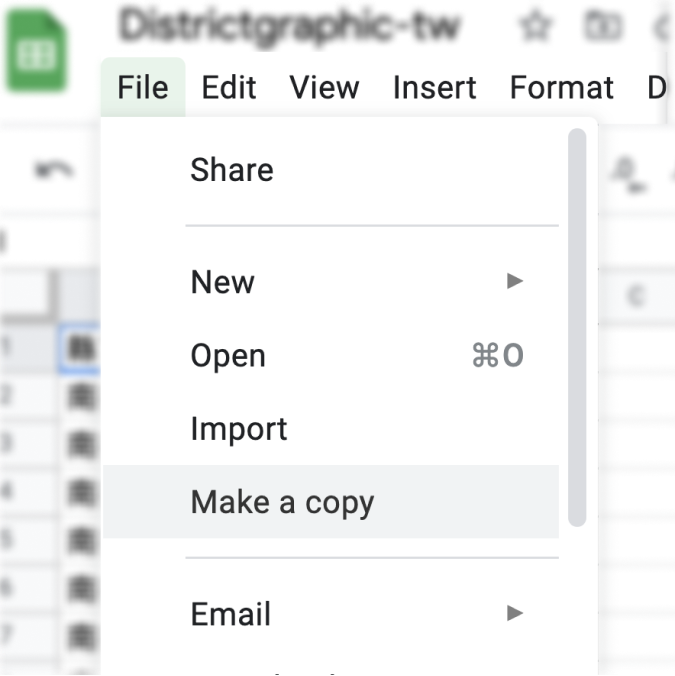 Districtgraphic-tw
File Edit View Insert Format D
Share
New
Open ⌘O
Import
Make a copy
Email
C
1
2
3
4
5
6
7